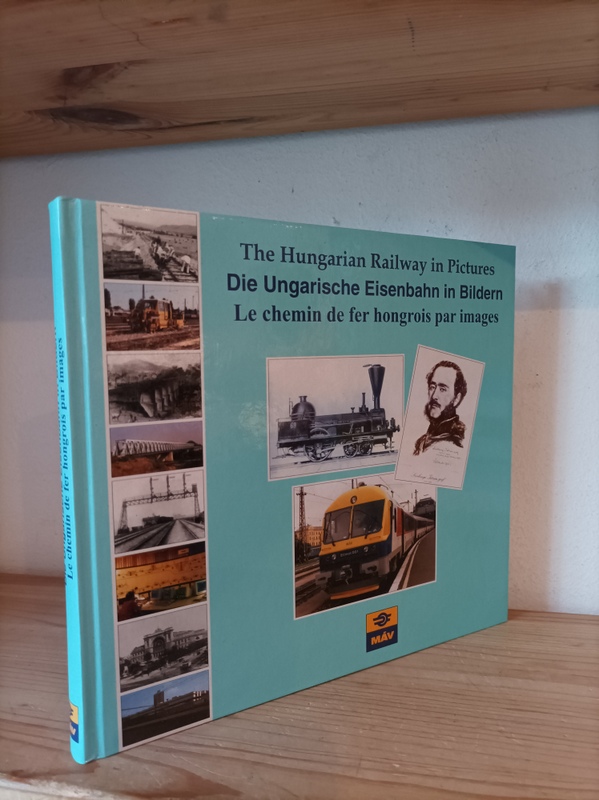 The Hungarian Railway in Pictures
Die Ungarische Eisenbahn in Bildern
Le chemin de fer hongrois par images
MÁV
Le chemin de fer hongrois par images
MÁV